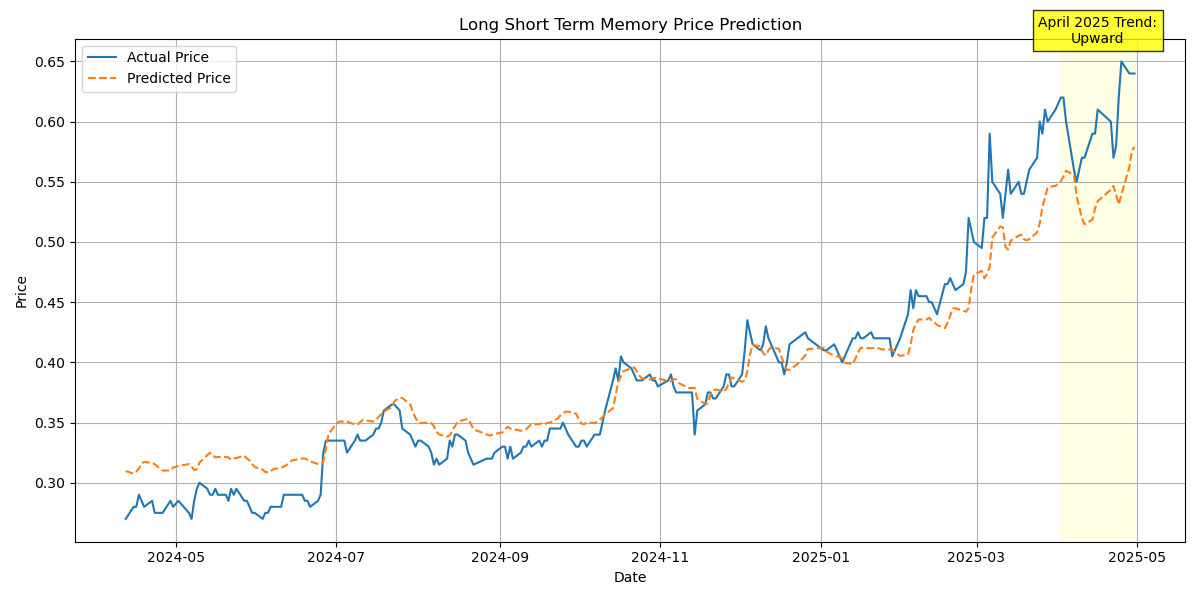 Long Short Term Memory Price Prediction
April 2025 Trend:
Upward
Actual Price
Predicted Price
Price
0.65
0.60
0.55
0.50
0.45
0.40
0.35
0.30
2024-05 2024-07 2024-09 2024-11 2025-01 2025-03 2025-05
Date